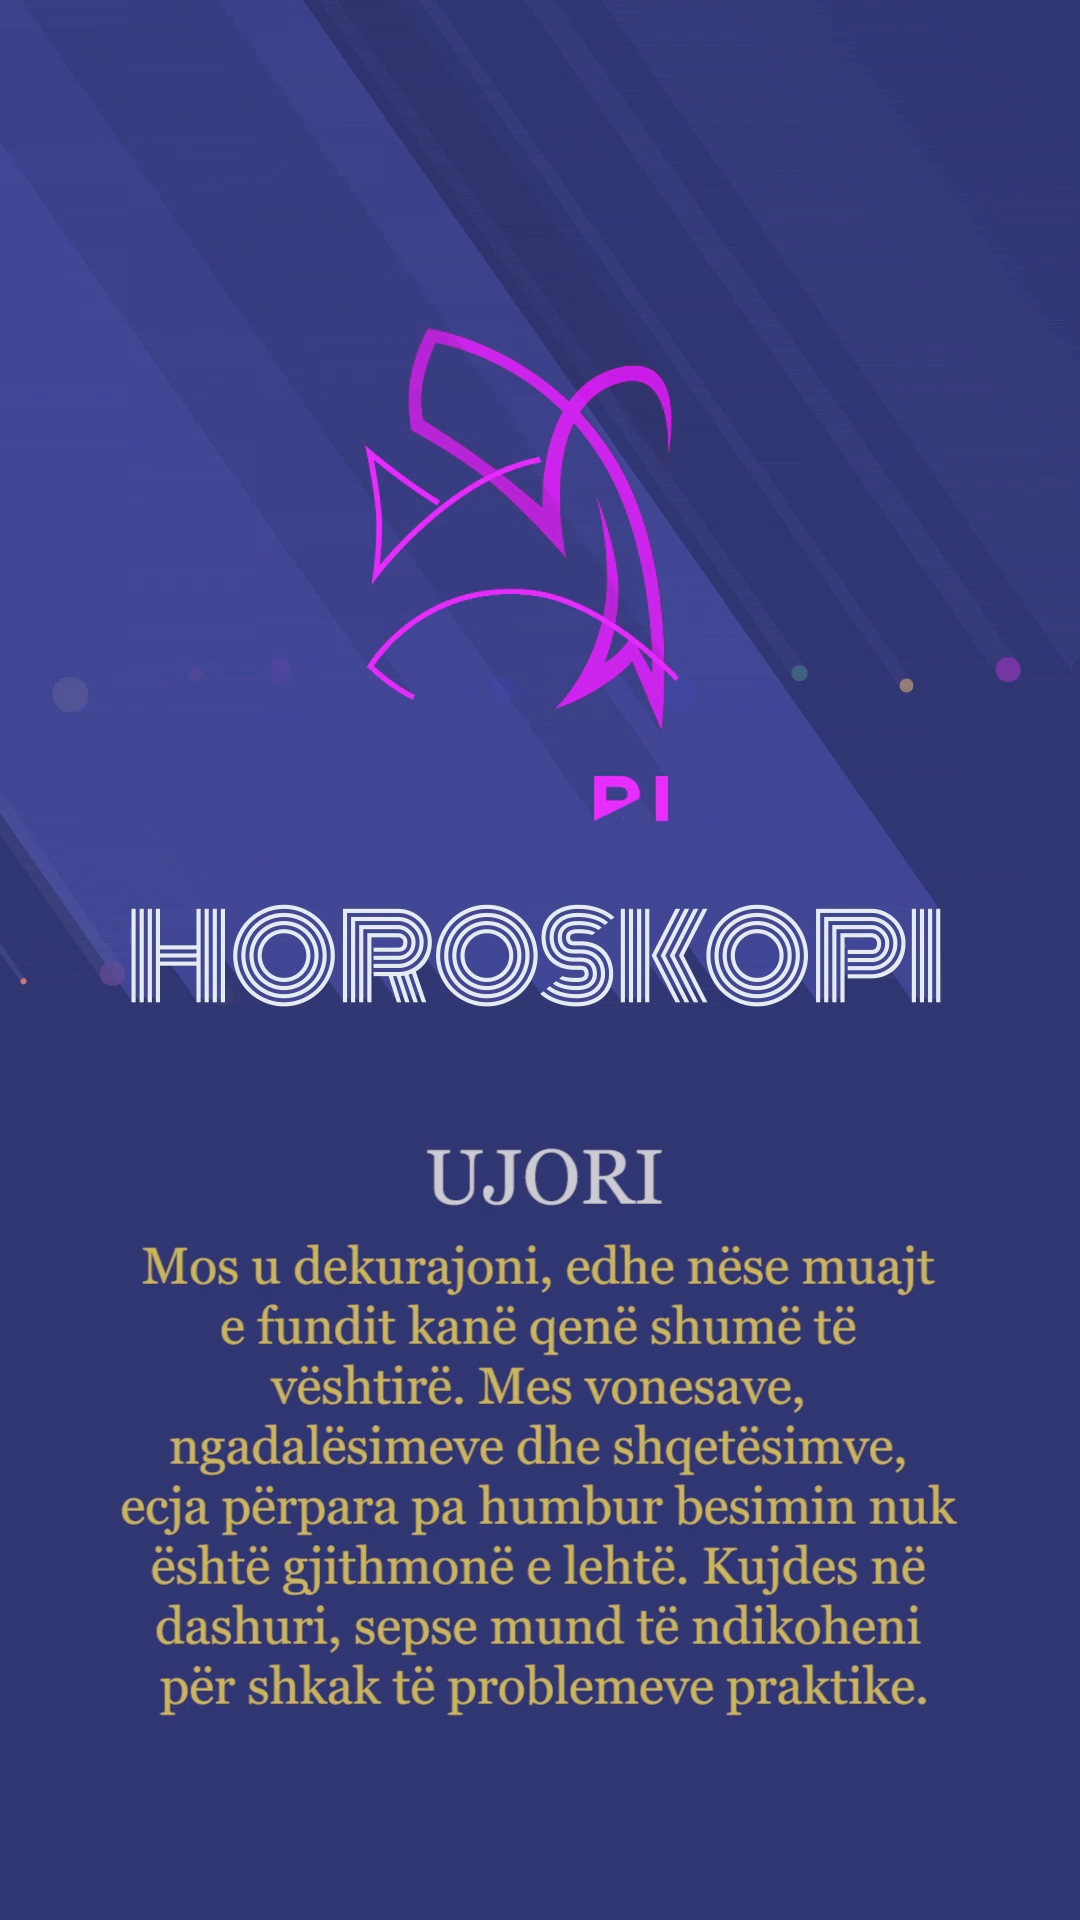 HOROSKOPI
UJORI
Mos u dekurajoni, edhe nëse muajt
e fundit kanë qenë shumë të
vështirë. Mes vonesave,
ngadalësimeve dhe shqetësimve,
ecja përpara pa humbur besimin nuk
është gjithmonë e lehtë. Kujdes në
dashuri, sepse mund të ndikoheni
për shkak të problemeve praktike.